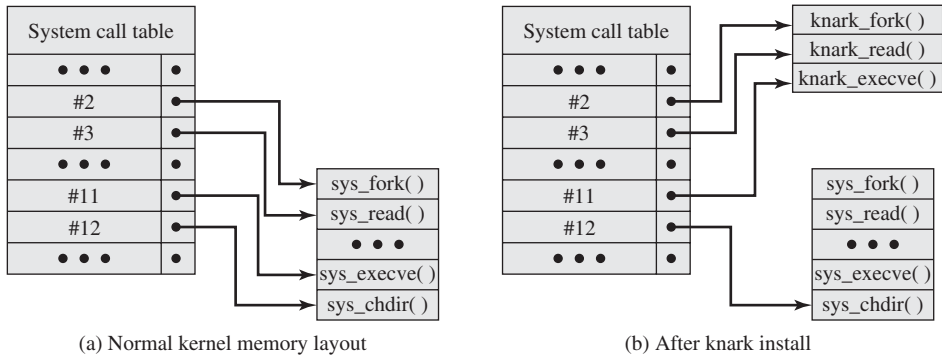 System call table
#2
#3
#11
#12
sys_fork( )
sys_read( )
sys_execve( )
sys_chdir( )
(a) Normal kernel memory layout
System call table
#2
#3
#11
#12
knark_fork( )
knark_read( )
knark_execve( )
sys_fork( )
sys_read( )
sys_execve( )
sys_chdir( )
(b) After knark install